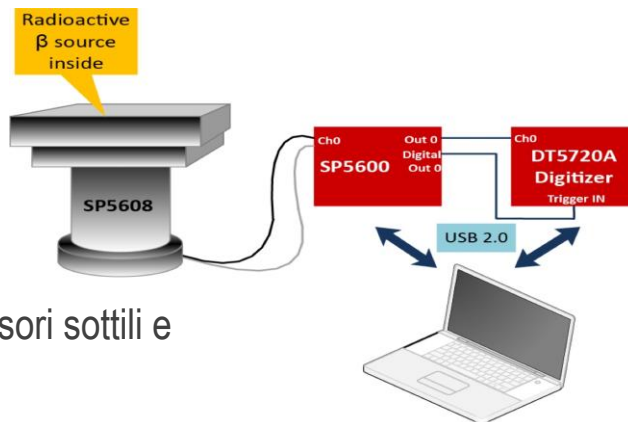 Radioactive
β source
inside
Ch0
Out 0
Digital
Out 0
SP5600
Ch0
DT5720A
Digitizer
Trigger IN
SP5608
USB 2.0
sori sottili e